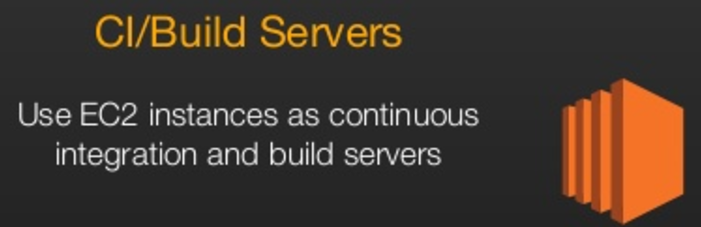 CI/Build Servers
Use EC2 instances as continuous
integration and build servers